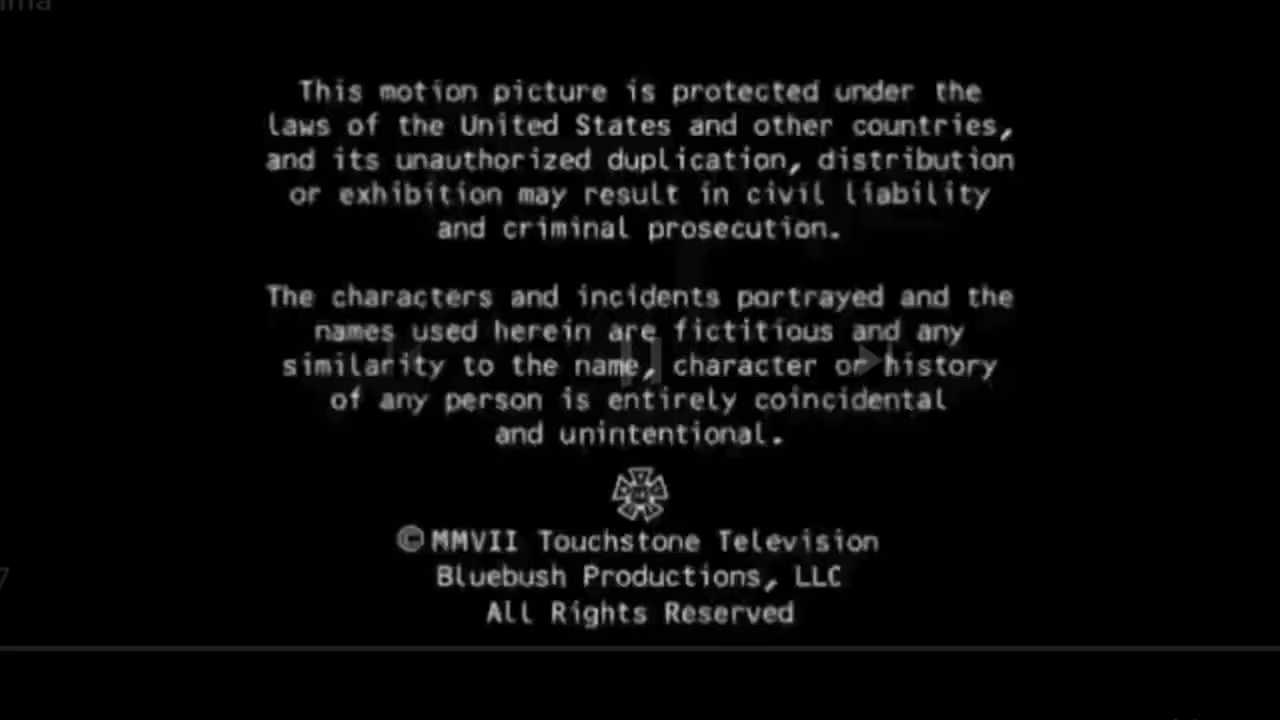 This motion picture is protected under the
laws of the United States and other countries,
and its unauthorized duplication, distribution
or exhibition may result in civil liability
and criminal prosecution.
The characters and incidents portrayed and the
names used herein are fictitious and any
similarity to the name, character or history
of any person is entirely coincidental
and unintentional.
©MMVII Touchstone Television
Bluebush Productions, LLC
All Rights Reserved